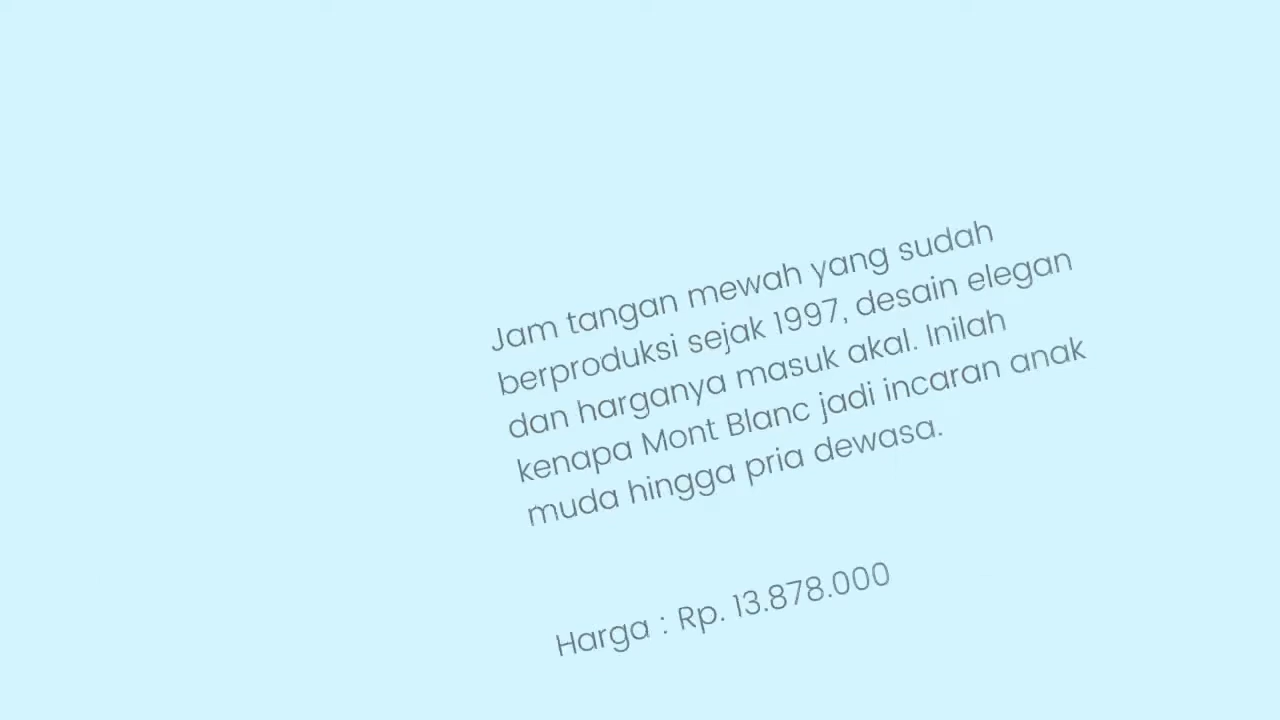 Jam tangan mewah yang sudah
berproduksi sejak 1997, desain elegan
dan harganya masuk akal. Inilah
kenapa Mont Blanc jadi incaran anak
muda hingga pria dewasa.
Harga : Rp. 13.878.000